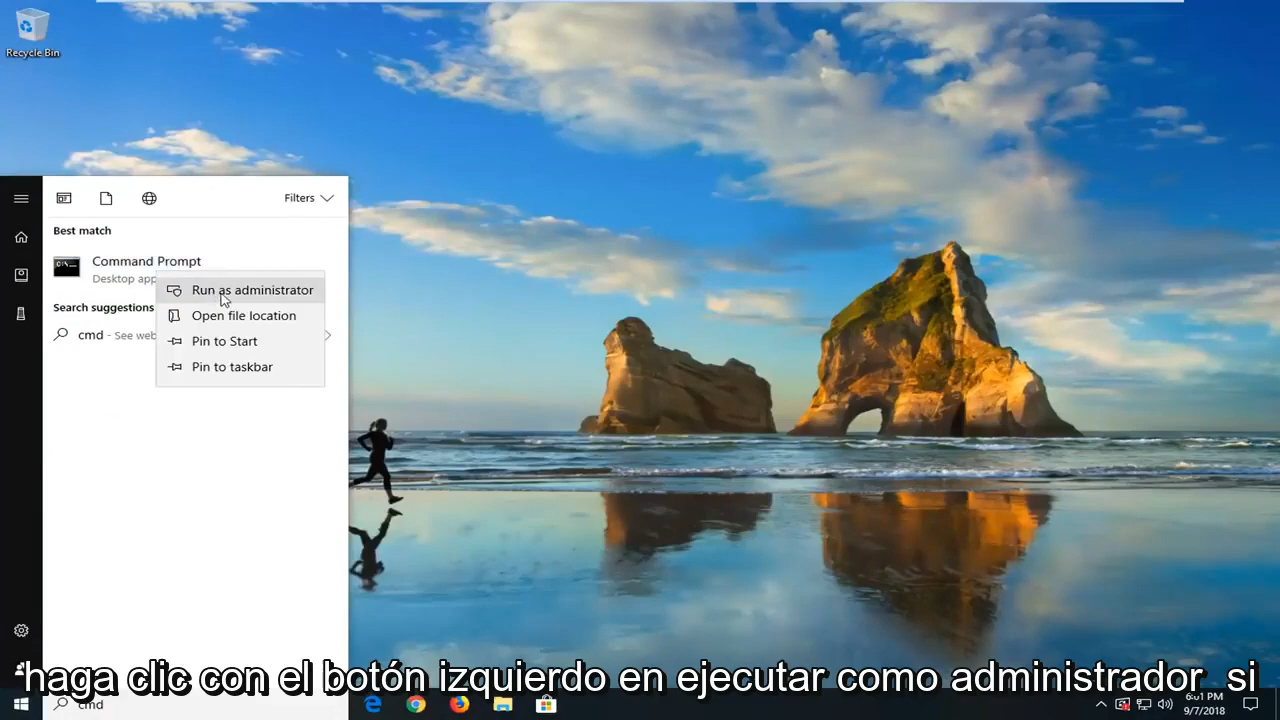 Recycle Bin
Filters
Best match
Command Prompt
Desktop app
Run as administrator
Search suggestions
Open file location
cmd - See web
Pin to Start
Pin to taskbar
haga clic con el botón izquierdo en ejecutar como administrador si
cmd
6:01 PM
9/7/2018